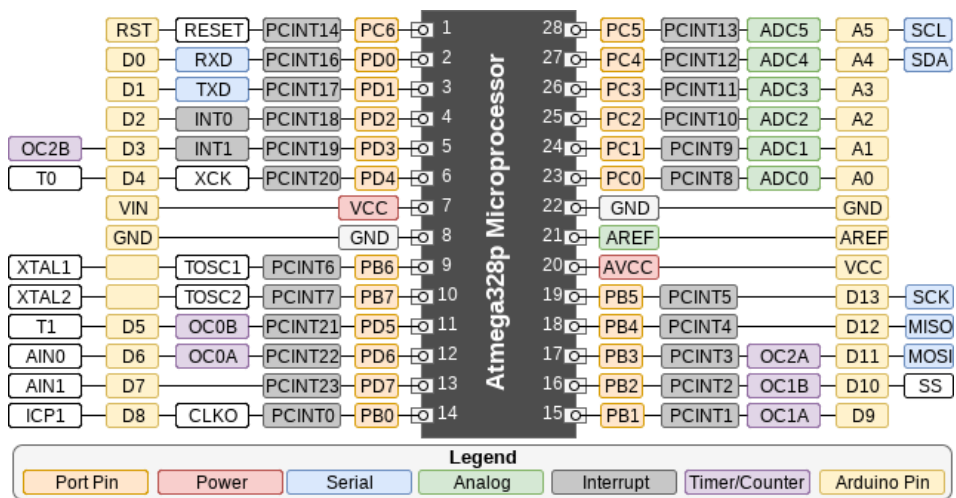 RST RESET PCINT14 PC6 1 28 PC5 PCINT13 ADC5 A5 SCL
D0 RXD PCINT16 PD0 2 27 PC4 PCINT12 ADC4 A4 SDA
D1 TXD PCINT17 PD1 3 26 PC3 PCINT11 ADC3 A3
D2 INT0 PCINT18 PD2 4 25 PC2 PCINT10 ADC2 A2
OC2B D3 INT1 PCINT19 PD3 5 24 PC1 PCINT9 ADC1 A1
T0 D4 XCK PCINT20 PD4 6 23 PC0 PCINT8 ADC0 A0
VIN VCC 7 22 GND GND
GND GND 8 21 AREF AREF
XTAL1 TOSC1 PCINT6 PB6 9 20 AVCC VCC
XTAL2 TOSC2 PCINT7 PB7 10 19 PB5 PCINT5 D13 SCK
T1 D5 OC0B PCINT21 PD5 11 18 PB4 PCINT4 D12 MISO
AIN0 D6 OC0A PCINT22 PD6 12 17 PB3 PCINT3 OC2A D11 MOSI
AIN1 D7 PCINT23 PD7 13 16 PB2 PCINT2 OC1B D10 SS
ICP1 D8 CLKO PCINT0 PB0 14 15 PB1 PCINT1 OC1A D9
Atmega328p Microprocessor
Legend
Port Pin Power Serial Analog Interrupt Timer/Counter Arduino Pin